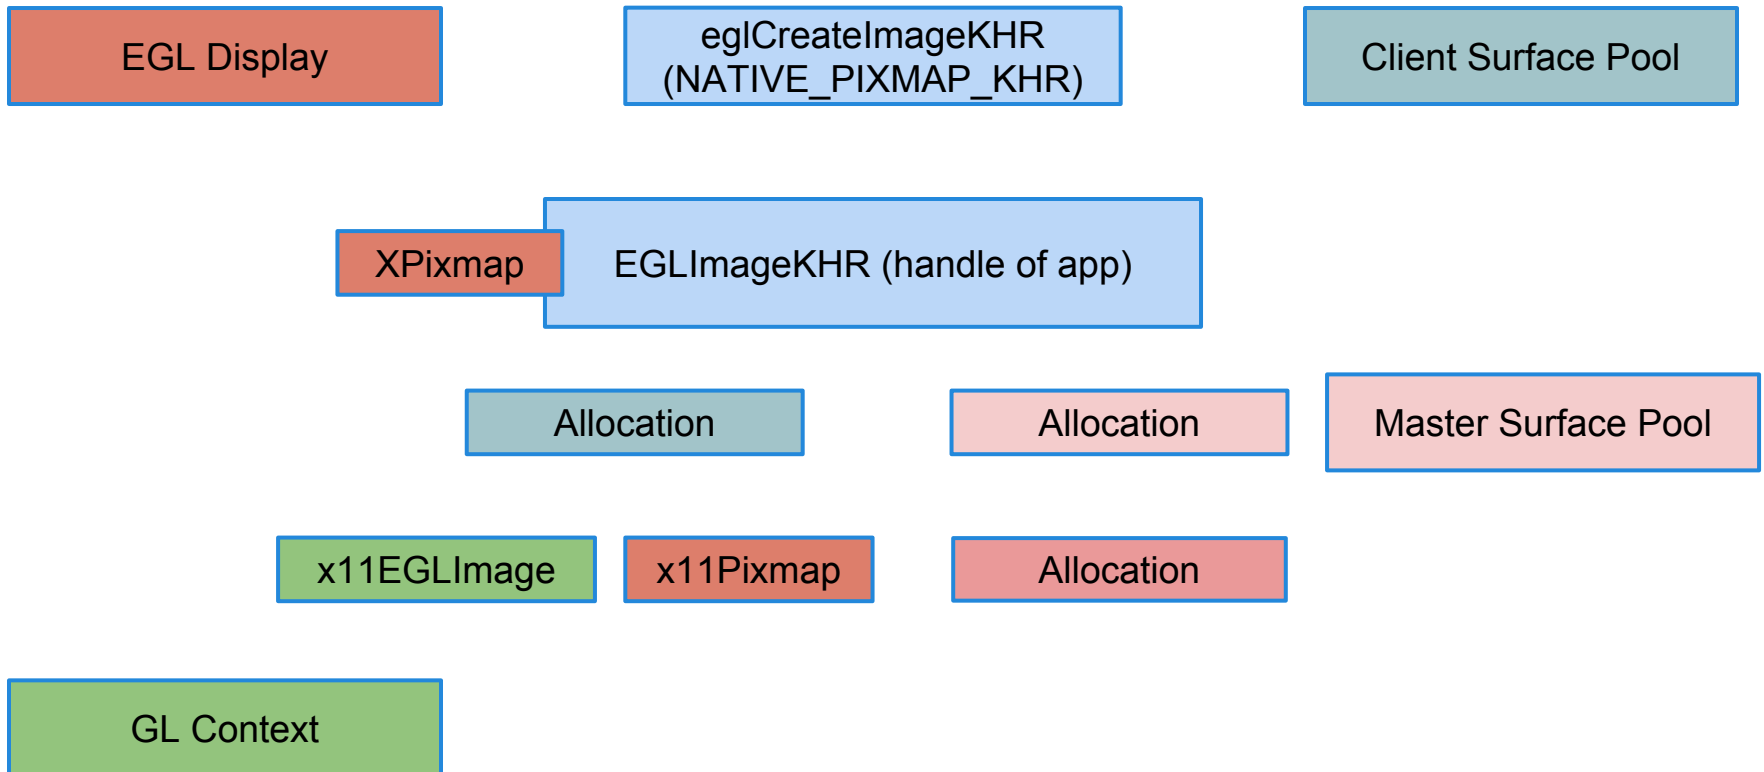 EGL Display
eglCreateImageKHR
(NATIVE_PIXMAP_KHR)
Client Surface Pool
XPixmap
EGLImageKHR (handle of app)
Allocation
Allocation
Master Surface Pool
x11EGLImage
x11Pixmap
Allocation
GL Context